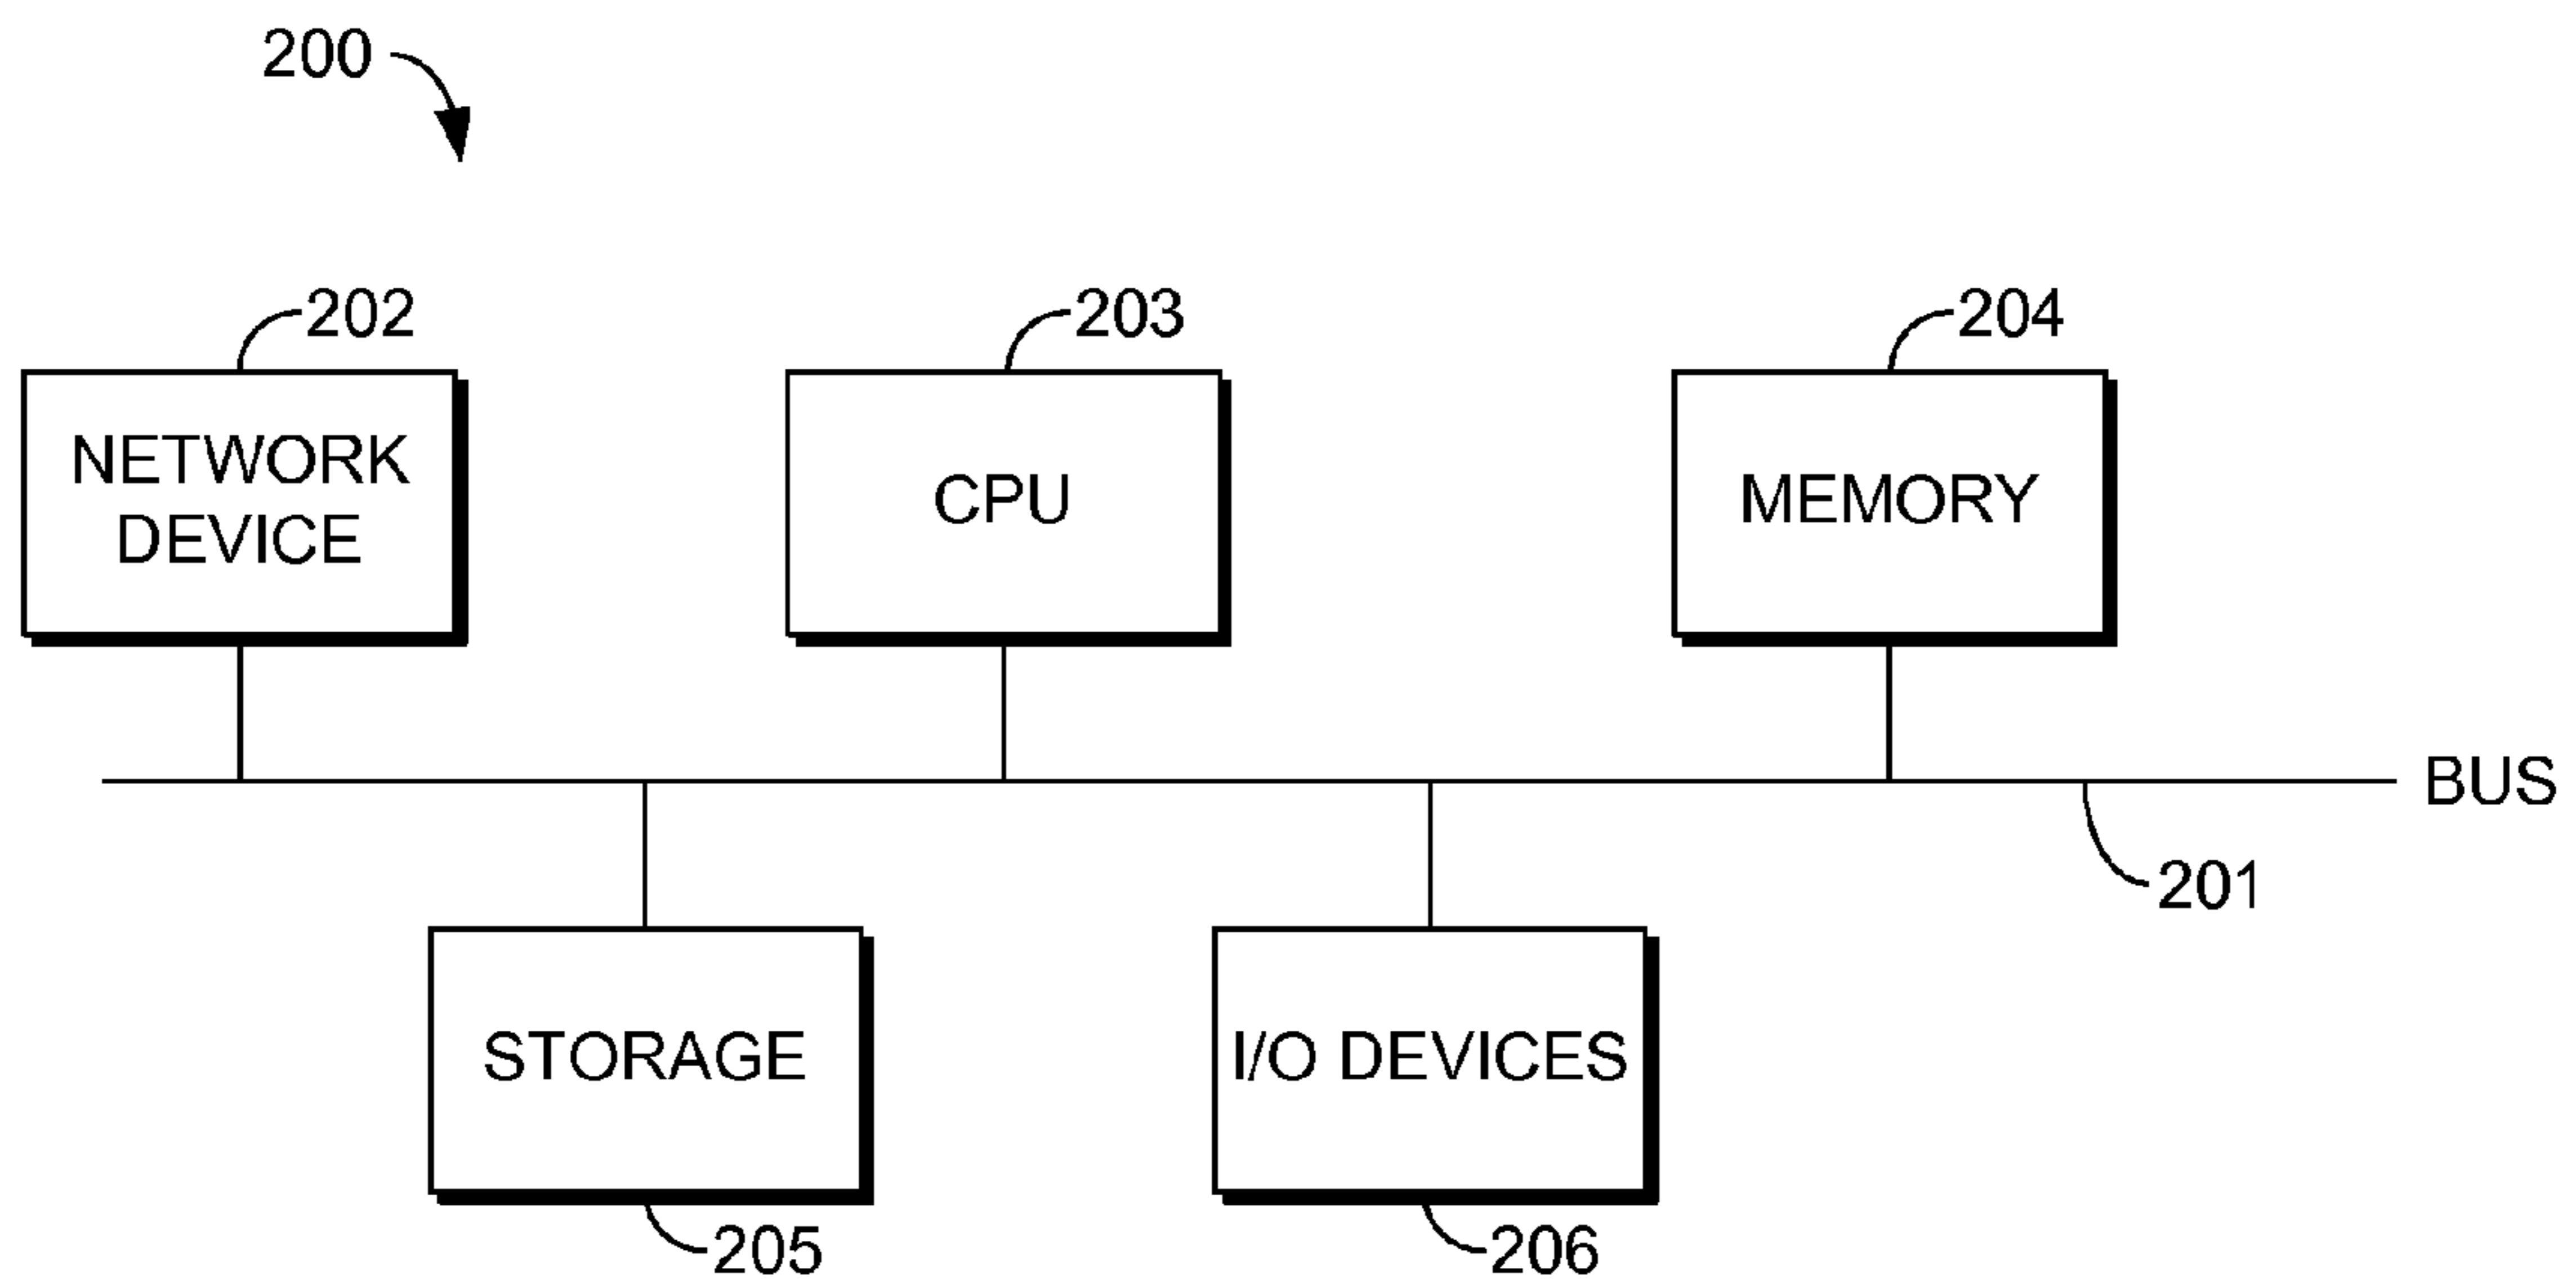 200
202
203
204
NETWORK
DEVICE
CPU
MEMORY
BUS
201
STORAGE
I/O DEVICES
205
206